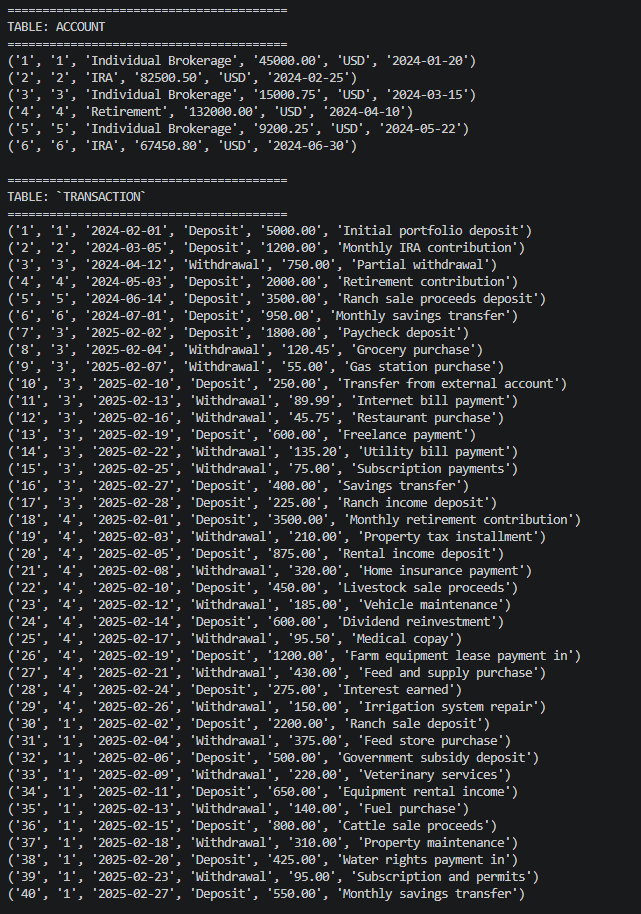 ========================================
TABLE: ACCOUNT
========================================
('1', '1', 'Individual Brokerage', '45000.00', 'USD', '2024-01-20')
('2', '2', 'IRA', '82500.50', 'USD', '2024-02-25')
('3', '3', 'Individual Brokerage', '15000.75', 'USD', '2024-03-15')
('4', '4', 'Retirement', '132000.00', 'USD', '2024-04-10')
('5', '5', 'Individual Brokerage', '9200.25', 'USD', '2024-05-22')
('6', '6', 'IRA', '67450.80', 'USD', '2024-06-30')
========================================
TABLE: `TRANSACTION`
========================================
('1', '1', '2024-02-01', 'Deposit', '5000.00', 'Initial portfolio deposit')
('2', '2', '2024-03-05', 'Deposit', '1200.00', 'Monthly IRA contribution')
('3', '3', '2024-04-12', 'Withdrawal', '750.00', 'Partial withdrawal')
('4', '4', '2024-05-03', 'Deposit', '2000.00', 'Retirement contribution')
('5', '5', '2024-06-14', 'Deposit', '3500.00', 'Ranch sale proceeds deposit')
('6', '6', '2024-07-01', 'Deposit', '950.00', 'Monthly savings transfer')
('7', '3', '2025-02-02', 'Deposit', '1800.00', 'Paycheck deposit')
('8', '3', '2025-02-04', 'Withdrawal', '120.45', 'Grocery purchase')
('9', '3', '2025-02-07', 'Withdrawal', '55.00', 'Gas station purchase')
('10', '3', '2025-02-10', 'Deposit', '250.00', 'Transfer from external account')
('11', '3', '2025-02-13', 'Withdrawal', '89.99', 'Internet bill payment')
('12', '3', '2025-02-16', 'Withdrawal', '45.75', 'Restaurant purchase')
('13', '3', '2025-02-19', 'Deposit', '600.00', 'Freelance payment')
('14', '3', '2025-02-22', 'Withdrawal', '135.20', 'Utility bill payment')
('15', '3', '2025-02-25', 'Withdrawal', '75.00', 'Subscription payments')
('16', '3', '2025-02-27', 'Deposit', '400.00', 'Savings transfer')
('17', '3', '2025-02-28', 'Deposit', '225.00', 'Ranch income deposit')
('18', '4', '2025-02-01', 'Deposit', '3500.00', 'Monthly retirement contribution')
('19', '4', '2025-02-03', 'Withdrawal', '210.00', 'Property tax installment')
('20', '4', '2025-02-05', 'Deposit', '875.00', 'Rental income deposit')
('21', '4', '2025-02-08', 'Withdrawal', '320.00', 'Home insurance payment')
('22', '4', '2025-02-10', 'Deposit', '450.00', 'Livestock sale proceeds')
('23', '4', '2025-02-12', 'Withdrawal', '185.00', 'Vehicle maintenance')
('24', '4', '2025-02-14', 'Deposit', '600.00', 'Dividend reinvestment')
('25', '4', '2025-02-17', 'Withdrawal', '95.50', 'Medical copay')
('26', '4', '2025-02-19', 'Deposit', '1200.00', 'Farm equipment lease payment in')
('27', '4', '2025-02-21', 'Withdrawal', '430.00', 'Feed and supply purchase')
('28', '4', '2025-02-24', 'Deposit', '275.00', 'Interest earned')
('29', '4', '2025-02-26', 'Withdrawal', '150.00', 'Irrigation system repair')
('30', '1', '2025-02-02', 'Deposit', '2200.00', 'Ranch sale deposit')
('31', '1', '2025-02-04', 'Withdrawal', '375.00', 'Feed store purchase')
('32', '1', '2025-02-06', 'Deposit', '500.00', 'Government subsidy deposit')
('33', '1', '2025-02-09', 'Withdrawal', '220.00', 'Veterinary services')
('34', '1', '2025-02-11', 'Deposit', '650.00', 'Equipment rental income')
('35', '1', '2025-02-13', 'Withdrawal', '140.00', 'Fuel purchase')
('36', '1', '2025-02-15', 'Deposit', '800.00', 'Cattle sale proceeds')
('37', '1', '2025-02-18', 'Withdrawal', '310.00', 'Property maintenance')
('38', '1', '2025-02-20', 'Deposit', '425.00', 'Water rights payment in')
('39', '1', '2025-02-23', 'Withdrawal', '95.00', 'Subscription and permits')
('40', '1', '2025-02-27', 'Deposit', '550.00', 'Monthly savings transfer')